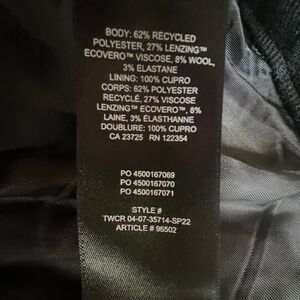 BODY: 62% RECYCLED
POLYESTER, 27% LENZING™
ECOVERO™ VISCOSE, 8% WOOL,
3% ELASTANE
LINING: 100% CUPRO
CORPS: 62% POLYESTER
RECYCLÉ, 27% VISCOSE
LENZING™ ECOVERO™, 8%
LAINE, 3% ÉLASTHANNE
DOUBLURE: 100% CUPRO
CA 23725 RN 122354
PO 4500167069
PO 4500167070
PO 4500167071
STYLE #
TWCR 04-07-35714-SP22
ARTICLE # 96502